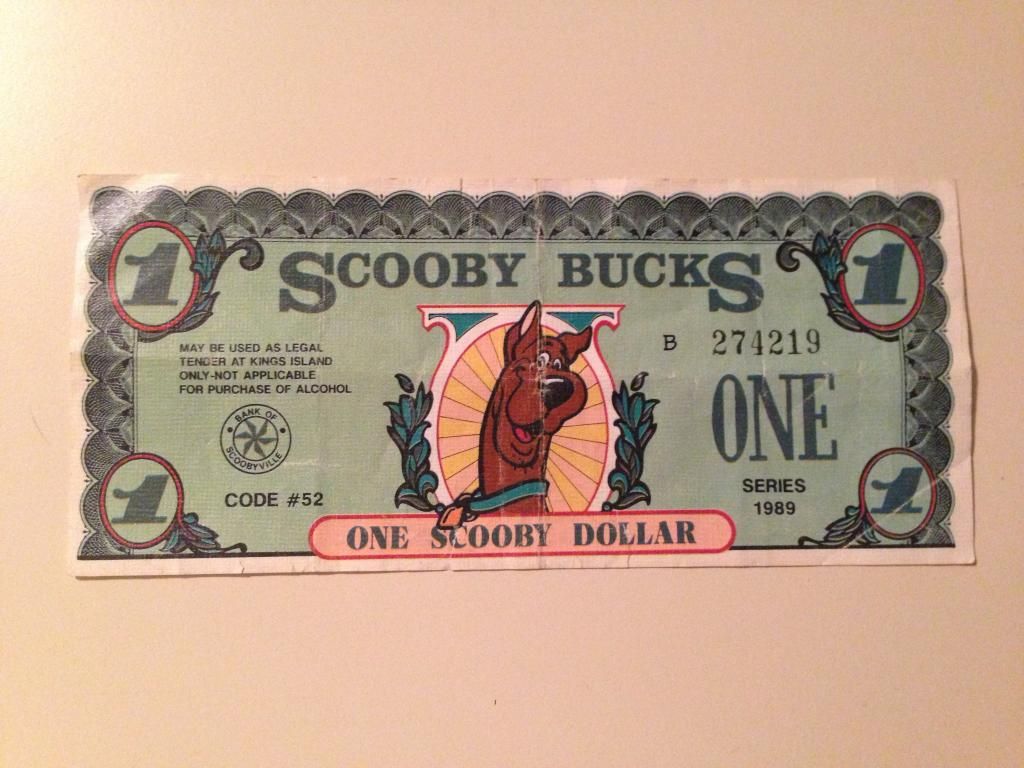 1 1
SCOOBY BUCKS
MAY BE USED AS LEGAL
TENDER AT KINGS ISLAND
ONLY-NOT APPLICABLE
FOR PURCHASE OF ALCOHOL
B 274219
ONE
BANK OF
SCOOBYVILLE
CODE #52
SERIES
1989
1 1
ONE SCOOBY DOLLAR